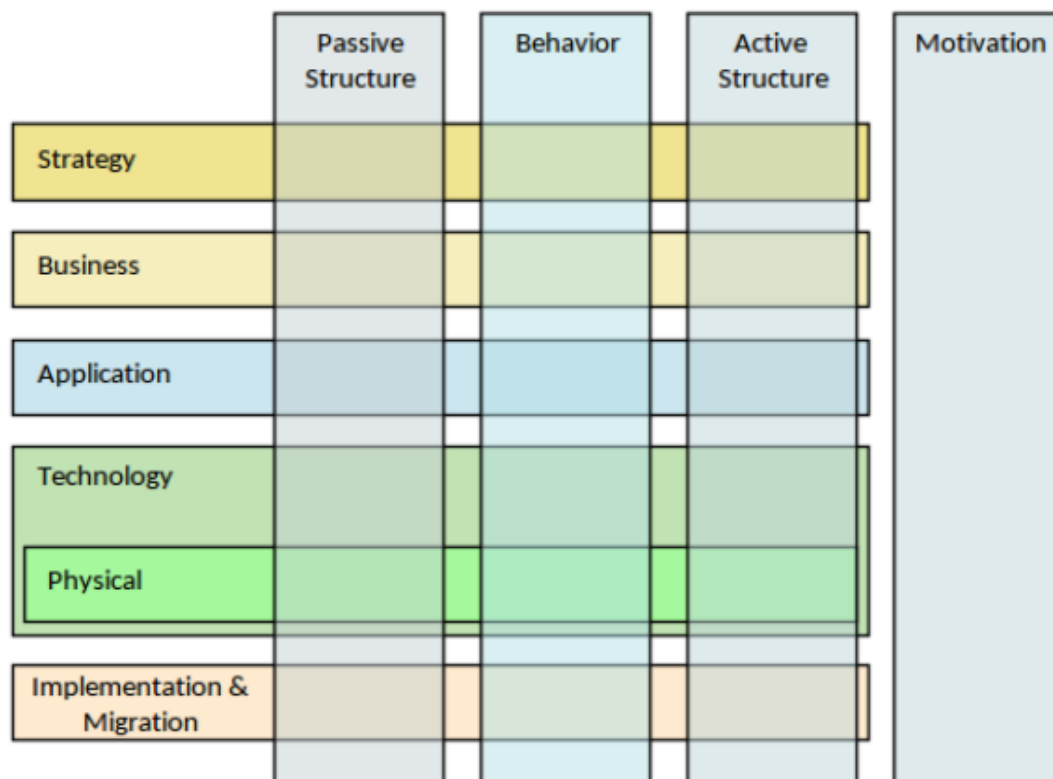 Passive
Structure
Behavior
Active
Structure
Motivation
Strategy
Business
Application
Technology
Physical
Implementation &
Migration